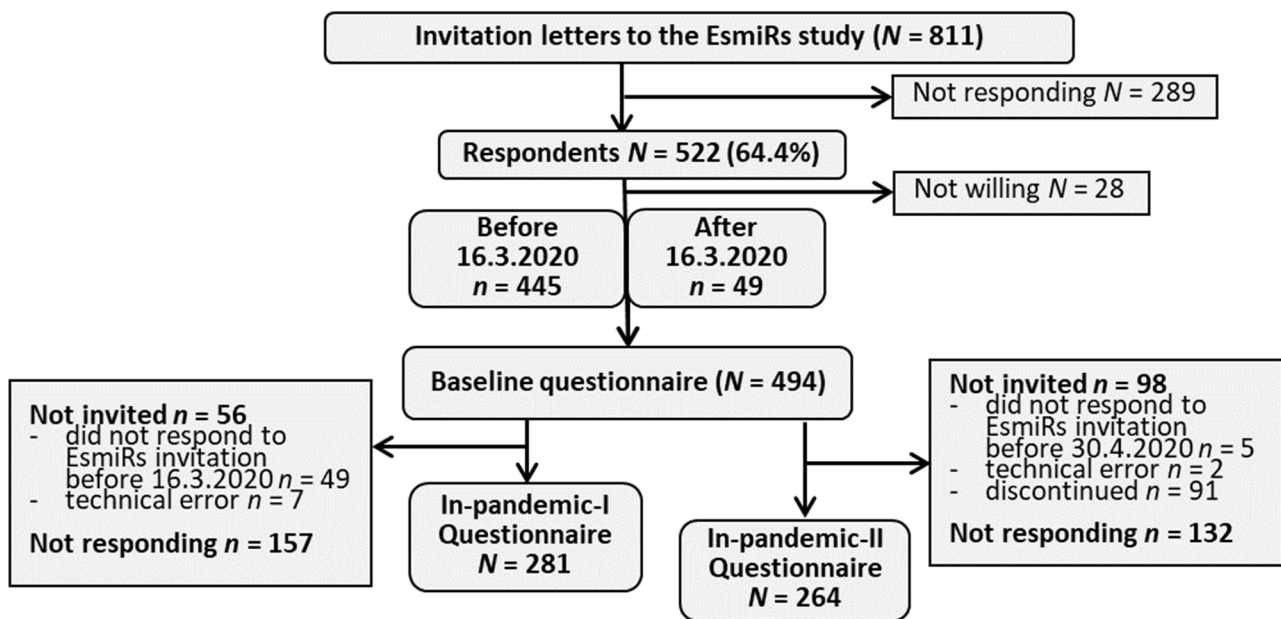 Invitation letters to the EsmiRs study (N = 811)
Not responding N = 289
Respondents N = 522 (64.4%)
Not willing N = 28
Before
16.3.2020
n = 445
After
16.3.2020
n = 49
Baseline questionnaire (N = 494)
Not invited n = 56
- did not respond to
EsmiRs invitation
before 16.3.2020 n = 49
- technical error n = 7
Not responding n = 157
Not invited n = 98
- did not respond to
EsmiRs invitation
before 30.4.2020 n = 5
- technical error n = 2
- discontinued n = 91
Not responding n = 132
In-pandemic-I
Questionnaire
N = 281
In-pandemic-II
Questionnaire
N = 264